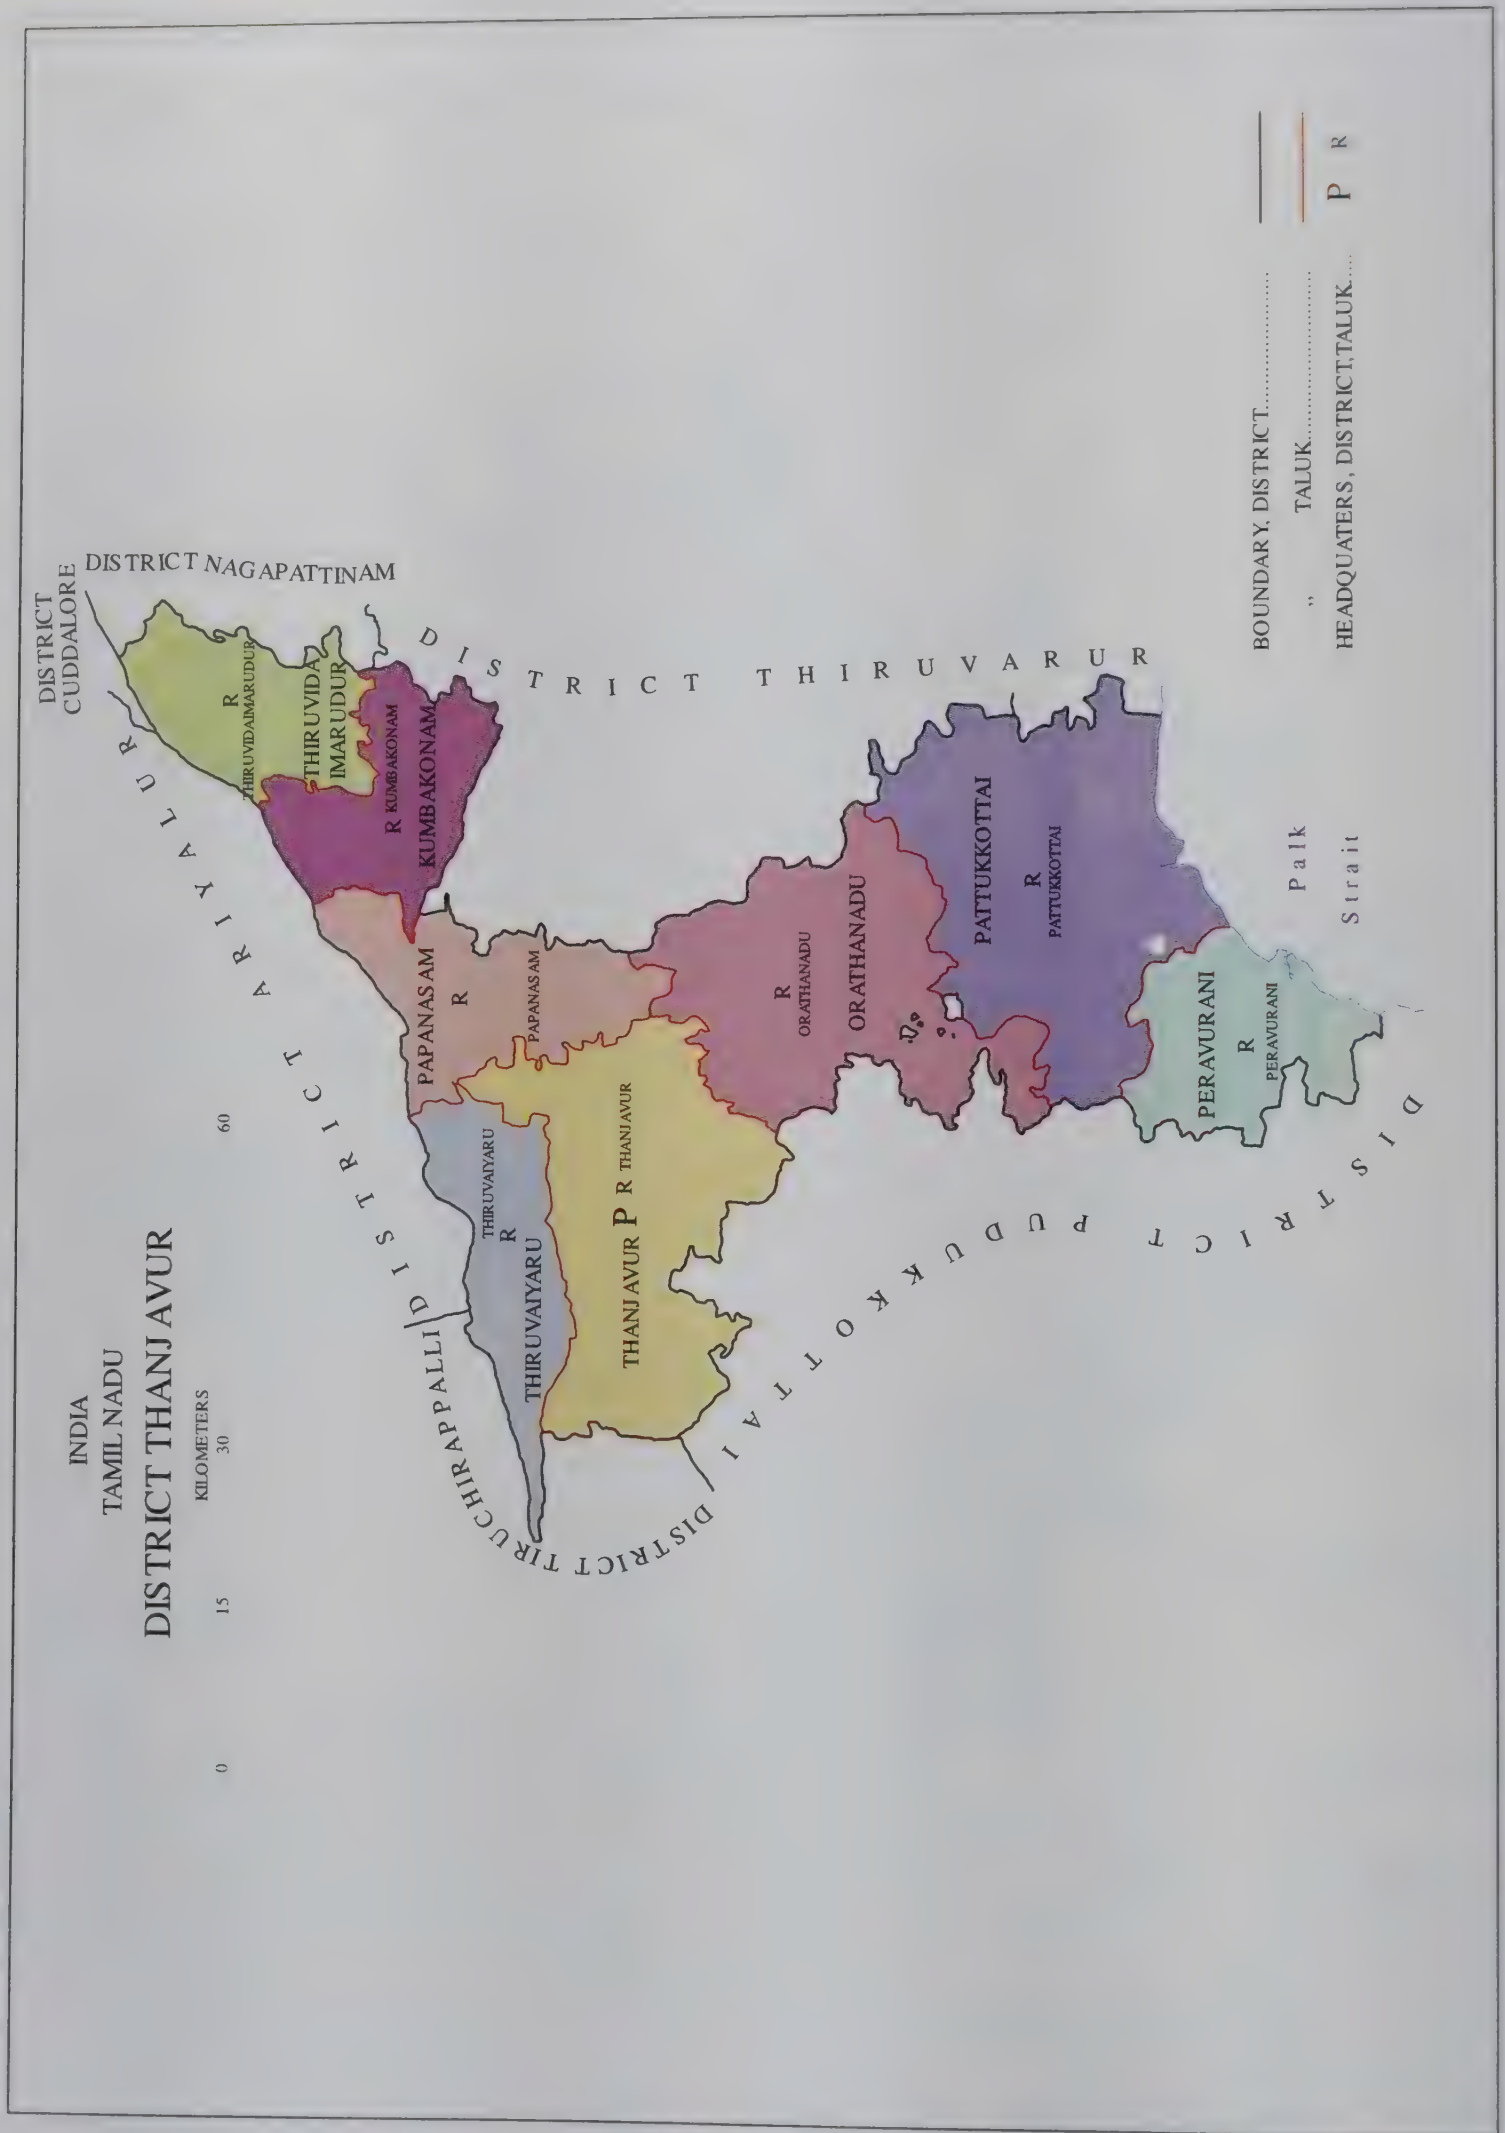 INDIA
TAMIL NADU
DISTRICT THANJAVUR
KILOMETERS
0 15 30 60
DISTRICT
CUDDALORE
DISTRICT NAGAPATTINAM
DISTRICT ARIYALUR
DISTRICT THIRUVARUR
DISTRICT TIRUCHIRAPPALLI
DISTRICT PUDUKKOTTAI
R
THIRUVIDAIMARUDUR
THIRUVIDA
IMARUDUR
R KUMBAKONAM
KUMBAKONAM
PAPANASAM
R
PAPANASAM
THIRUVAIYARU
R
THIRUVAIYARU
THANJAVUR P R THANJAVUR
R
ORATHANADU
ORATHANADU
PATTUKKOTTAI
R
PATTUKKOTTAI
PERAVURANI
R
PERAVURANI
Palk
Strait
BOUNDARY, DISTRICT......................
,, TALUK.............................
HEADQUATERS, DISTRICT,TALUK..... P R